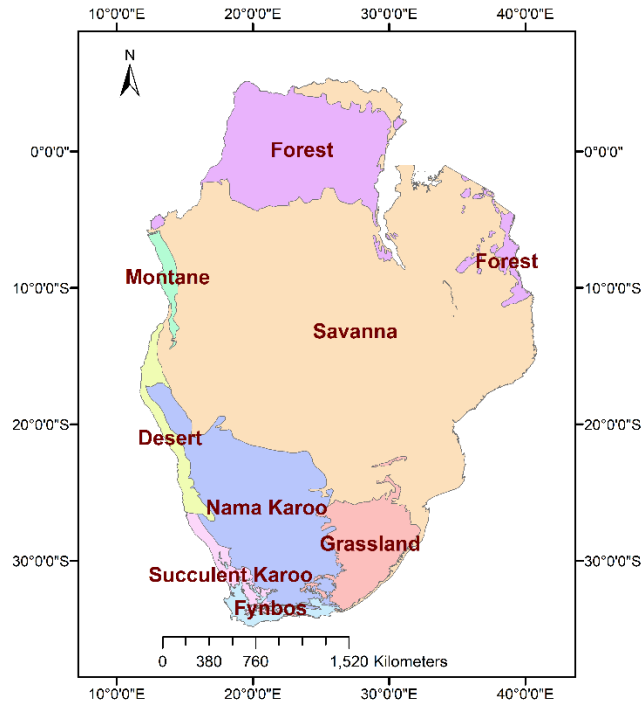 10°0'0"E 20°0'0"E 30°0'0"E 40°0'0"E
N
Forest
0°0'0" 0°0'0"
Forest
Montane
10°0'0"S 10°0'0"S
Savanna
20°0'0"S 20°0'0"S
Desert
Nama Karoo
Grassland
30°0'0"S 30°0'0"S
Succulent Karoo
Fynbos
0 380 760 1,520 Kilometers
10°0'0"E 20°0'0"E 30°0'0"E 40°0'0"E